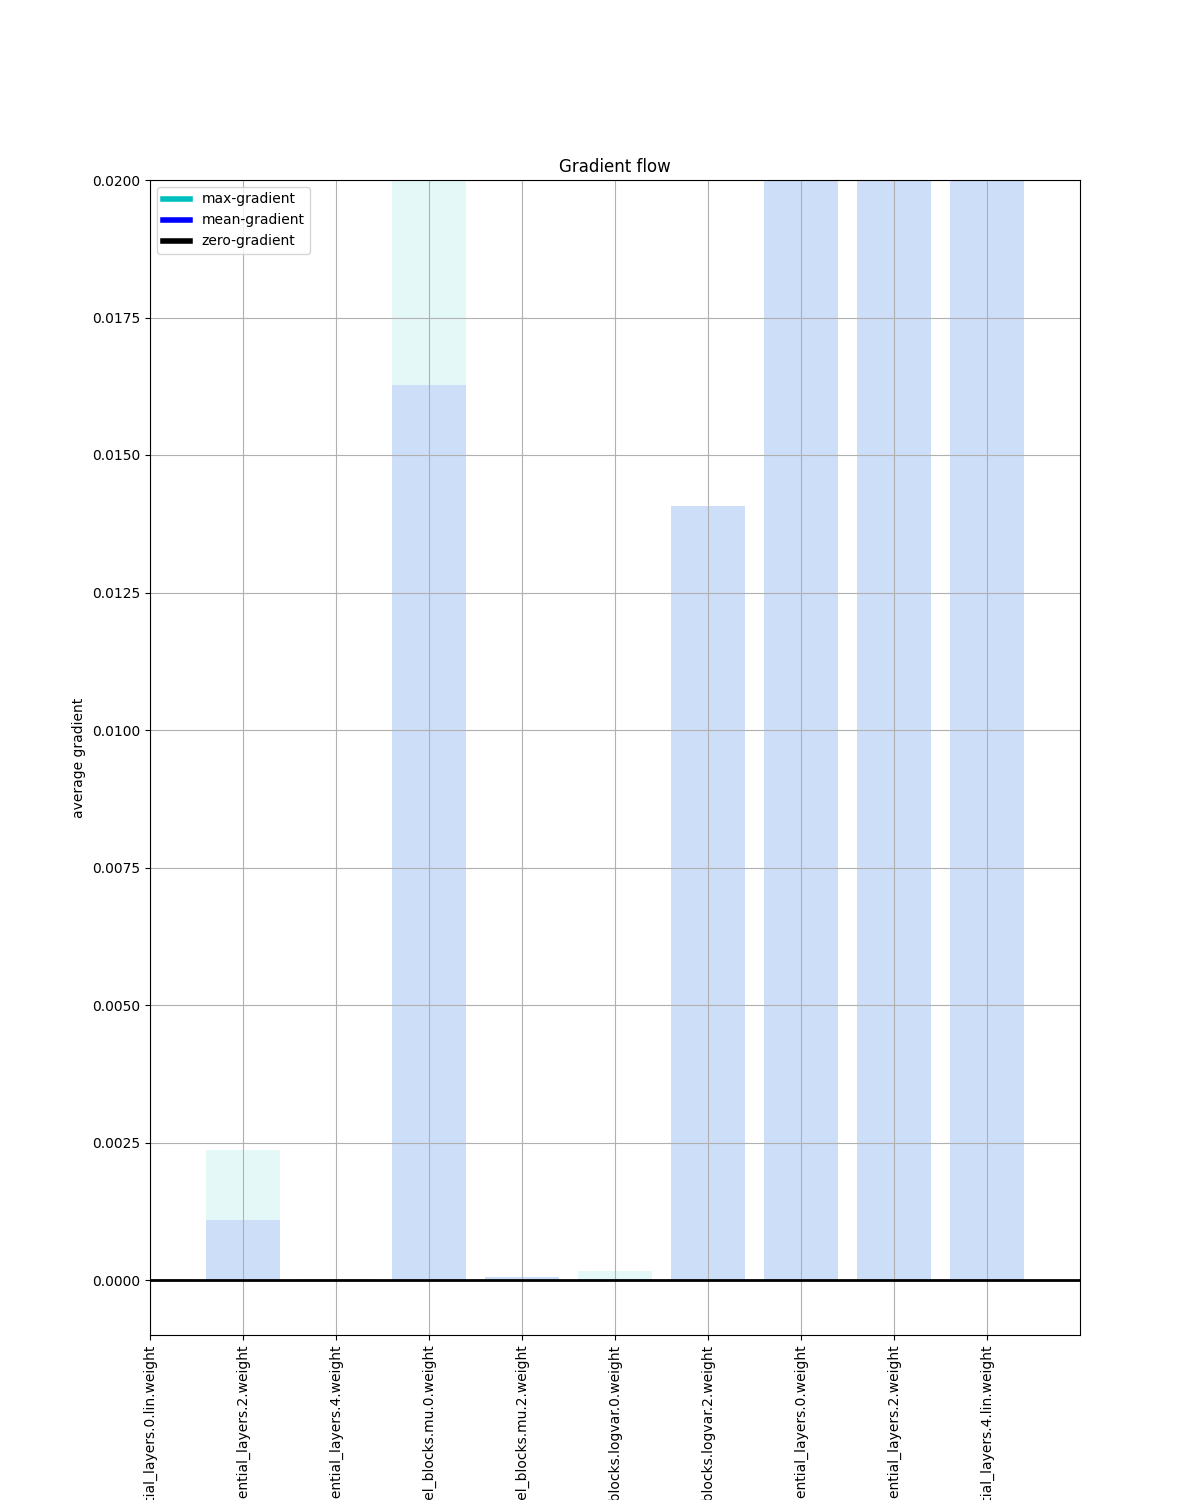 Gradient flow
max-gradient
mean-gradient
zero-gradient
0.0200
0.0175
0.0150
0.0125
0.0100
0.0075
0.0050
0.0025
0.0000
average gradient
tial_layers.0.lin.weight
ential_layers.2.weight
ential_layers.4.weight
el_blocks.mu.0.weight
el_blocks.mu.2.weight
blocks.logvar.0.weight
blocks.logvar.2.weight
ential_layers.0.weight
ential_layers.2.weight
tial_layers.4.lin.weight